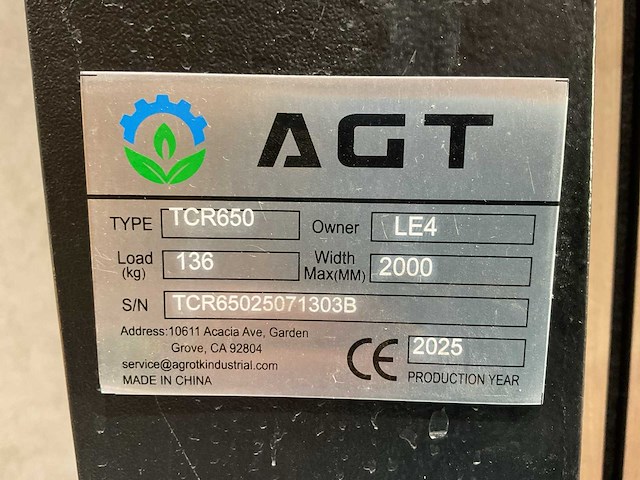 AGT
TYPE TCR650 Owner LE4
Load (kg) 136 Width Max(MM) 2000
S/N TCR65025071303B
Address:10611 Acacia Ave, Garden
Grove, CA 92804
service@agrotkindustrial.com
MADE IN CHINA
CE 2025
PRODUCTION YEAR